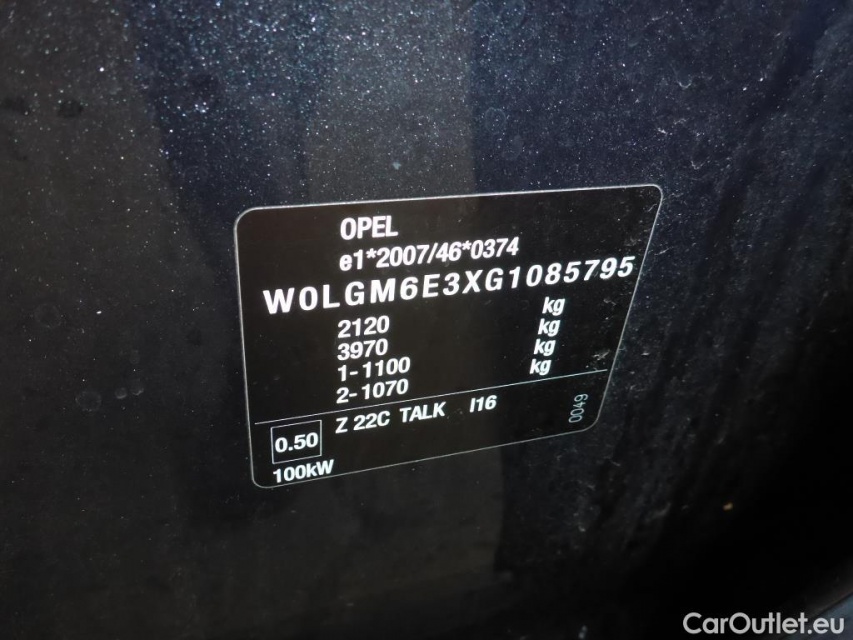 OPEL
e1*2007/46*0374
W0LGM6E3XG1085795
2120 kg
3970 kg
1-1100 kg
2-1070 kg
0.50 Z 22C TALK I16 0049
100kW
CarOutlet.eu